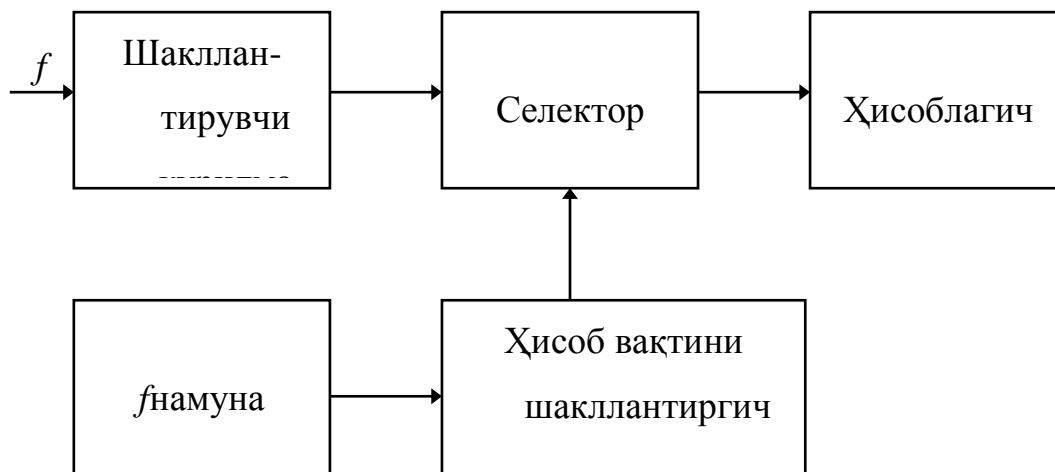 f
Шакллан-
тирувчи
Селектор
Ҳисоблагич
fнамуна
Ҳисоб вақтини
шакллантиргич